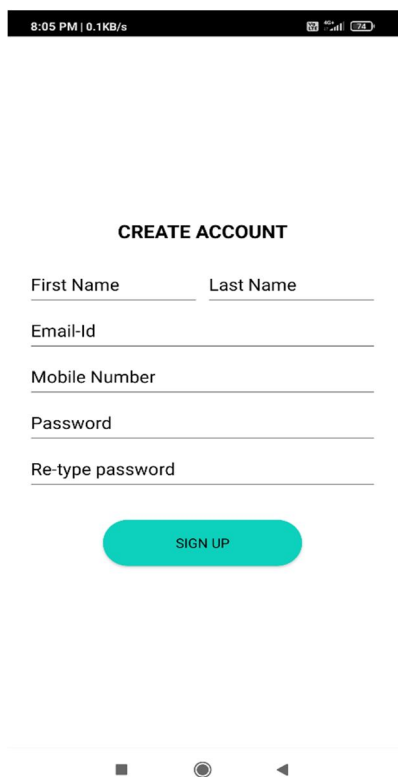 8:05 PM | 0.1KB/s 74
CREATE ACCOUNT
First Name Last Name
Email-Id
Mobile Number
Password
Re-type password
SIGN UP